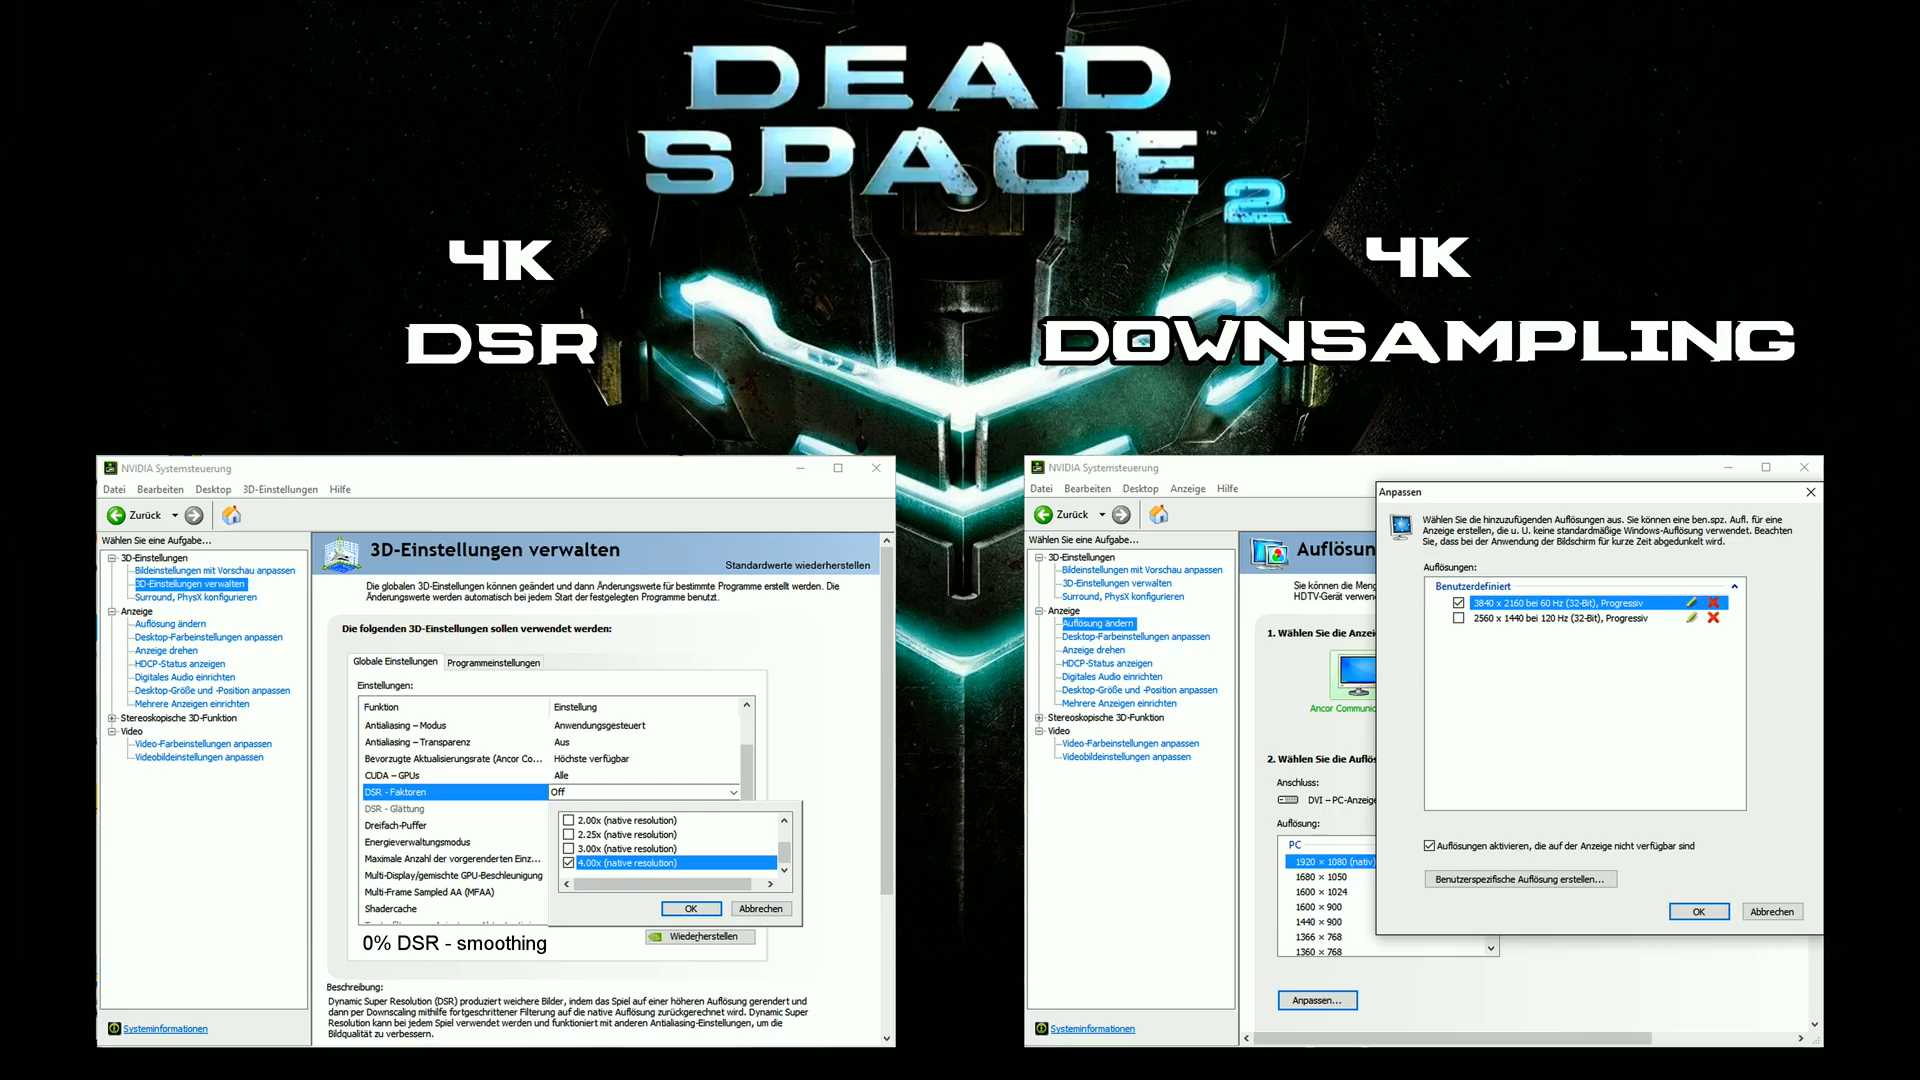 DEAD
SPACE™
2
4K
DSR
4K
DOWNSAMPLING
NVIDIA Systemsteuerung
Datei Bearbeiten Desktop 3D-Einstellungen Hilfe
Zurück
Wählen Sie eine Aufgabe...
3D-Einstellungen
Bildeinstellungen mit Vorschau anpassen
3D-Einstellungen verwalten
Surround, PhysX konfigurieren
Anzeige
Auflösung ändern
Desktop-Farbeinstellungen anpassen
Anzeige drehen
HDCP-Status anzeigen
Digitales Audio einrichten
Desktop-Größe und -Position anpassen
Mehrere Anzeigen einrichten
Stereoskopische 3D-Funktion
Video
Video-Farbeinstellungen anpassen
Videobildeinstellungen anpassen
Systeminformationen
3D-Einstellungen verwalten
Standardwerte wiederherstellen
Die globalen 3D-Einstellungen können geändert und dann Änderungswerte für bestimmte Programme erstellt werden. Die
Änderungswerte werden automatisch bei jedem Start der festgelegten Programme benutzt.
Die folgenden 3D-Einstellungen sollen verwendet werden:
Globale Einstellungen Programmeinstellungen
Einstellungen:
Funktion Einstellung
Antialiasing – Modus Anwendungsgesteuert
Antialiasing – Transparenz Aus
Bevorzugte Aktualisierungsrate (Ancor Co... Höchste verfügbar
CUDA – GPUs Alle
DSR - Faktoren Off
DSR - Glättung
Dreifach-Puffer
Energieverwaltungsmodus
Maximale Anzahl der vorgerenderten Einz...
Multi-Display/gemischte GPU-Beschleunigung
Multi-Frame Sampled AA (MFAA)
Shadercache
2.00x (native resolution)
2.25x (native resolution)
3.00x (native resolution)
4.00x (native resolution)
OK Abbrechen
0% DSR - smoothing
Wiederherstellen
Beschreibung:
Dynamic Super Resolution (DSR) produziert weichere Bilder, indem das Spiel auf einer höheren Auflösung gerendert und
dann per Downscaling mithilfe fortgeschrittener Filterung auf die native Auflösung zurückgerechnet wird. Dynamic Super
Resolution kann bei jedem Spiel verwendet werden und funktioniert mit anderen Antialiasing-Einstellungen, um die
Bildqualität zu verbessern.
NVIDIA Systemsteuerung
Datei Bearbeiten Desktop Anzeige Hilfe
Zurück
Wählen Sie eine Aufgabe...
3D-Einstellungen
Bildeinstellungen mit Vorschau anpassen
3D-Einstellungen verwalten
Surround, PhysX konfigurieren
Anzeige
Auflösung ändern
Desktop-Farbeinstellungen anpassen
Anzeige drehen
HDCP-Status anzeigen
Digitales Audio einrichten
Desktop-Größe und -Position anpassen
Mehrere Anzeigen einrichten
Stereoskopische 3D-Funktion
Video
Video-Farbeinstellungen anpassen
Videobildeinstellungen anpassen
Systeminformationen
Auflösun
Sie können die Meng
HDTV-Gerät verwen
1. Wählen Sie die Anzei
Ancor Communic
2. Wählen Sie die Auflös
Anschluss:
DVI – PC-Anzeige
Auflösung:
PC
1920 × 1080 (nativ)
1680 × 1050
1600 × 1024
1600 × 900
1440 × 900
1366 × 768
1360 × 768
Anpassen...
Anpassen
Wählen Sie die hinzuzufügenden Auflösungen aus. Sie können eine ben.spz. Aufl. für eine
Anzeige erstellen, die u. U. keine standardmäßige Windows-Auflösung verwendet. Beachten
Sie, dass bei der Anwendung der Bildschirm für kurze Zeit abgedunkelt wird.
Auflösungen:
Benutzerdefiniert
3840 x 2160 bei 60 Hz (32-Bit), Progressiv
2560 x 1440 bei 120 Hz (32-Bit), Progressiv
Auflösungen aktivieren, die auf der Anzeige nicht verfügbar sind
Benutzerspezifische Auflösung erstellen...
OK Abbrechen